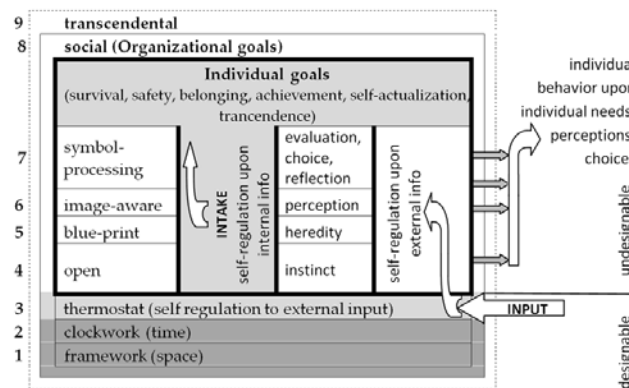 9 transcendental
8 social (Organizational goals)
Individual goals
(survival, safety, belonging, achievement, self-actualization,
trancendence)
individua
behavior upon
individual needs
perceptions
choice
7 symbol-
processing
evaluation,
choice,
reflection
6 image-aware
perception
5 blue-print
heredity
4 open
instinct
INTAKE
self-regulation upon
internal info
self-regulation upon
external info
3 thermostat (self regulation to external input)
INPUT
2 clockwork (time)
1 framework (space)
undesignable
designable